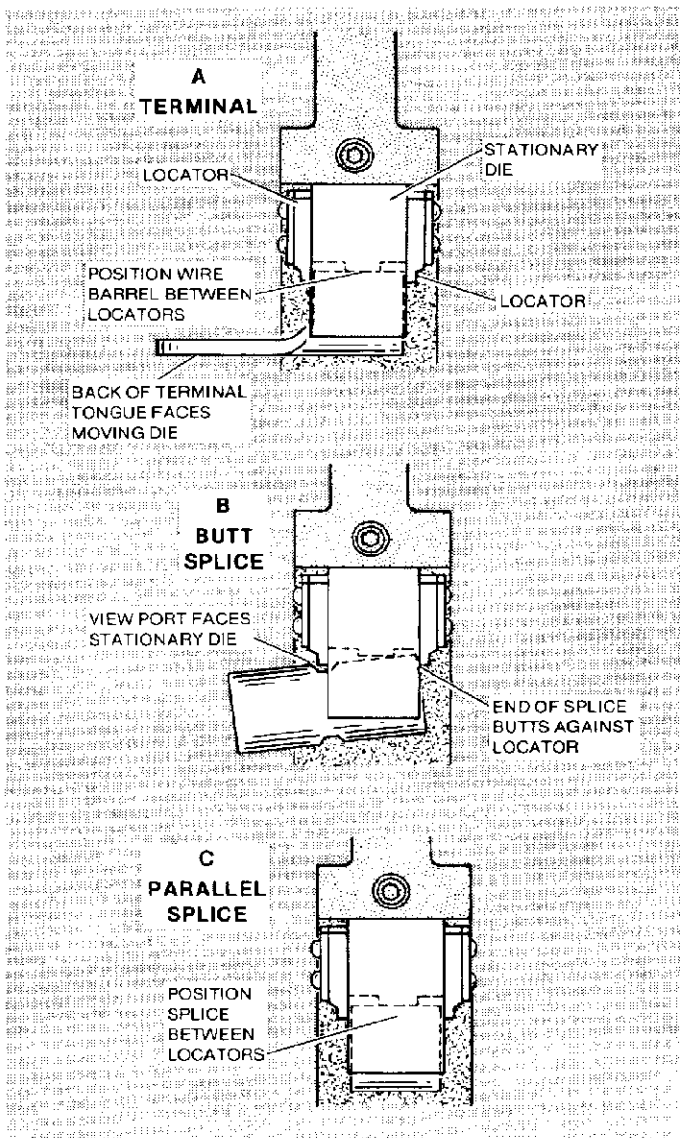 A
TERMINAL
LOCATOR
STATIONARY
DIE
POSITION WIRE
BARREL BETWEEN
LOCATORS
LOCATOR
BACK OF TERMINAL
TONGUE FACES
MOVING DIE
B
BUTT
SPLICE
VIEW PORT FACES
STATIONARY DIE
END OF SPLICE
BUTTS AGAINST
LOCATOR
C
PARALLEL
SPLICE
POSITION
SPLICE
BETWEEN
LOCATORS